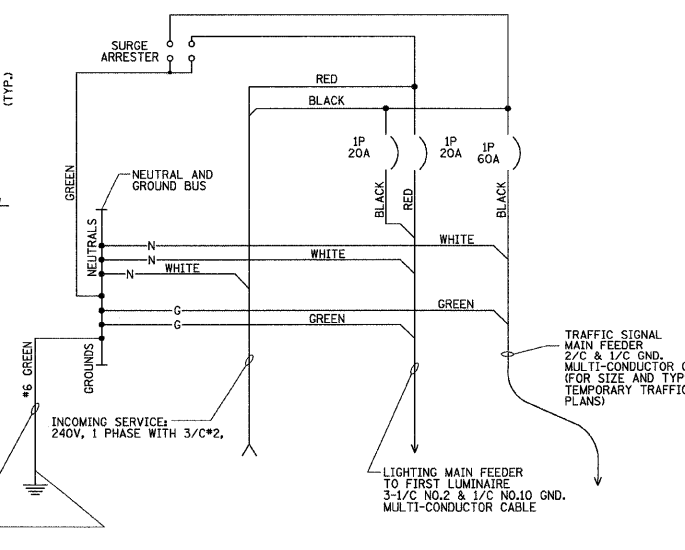 SURGE
ARRESTER
(TYP.)
RED
BLACK
1P
20A
1P
20A
1P
60A
GREEN
NEUTRAL AND
GROUND BUS
BLACK
RED
BLACK
NEUTRALS
N
WHITE
N
WHITE
N
WHITE
G
GREEN
G
GREEN
GROUNDS
#6 GREEN
TRAFFIC SIGNAL
MAIN FEEDER
2/C & 1/C GND.
MULTI-CONDUCTOR
(FOR SIZE AND TYP
TEMPORARY TRAFFIC
PLANS)
INCOMING SERVICE:
240V, 1 PHASE WITH 3/C#2,
LIGHTING MAIN FEEDER
TO FIRST LUMINAIRE
3-1/C NO.2 & 1/C NO.10 GND.
MULTI-CONDUCTOR CABLE